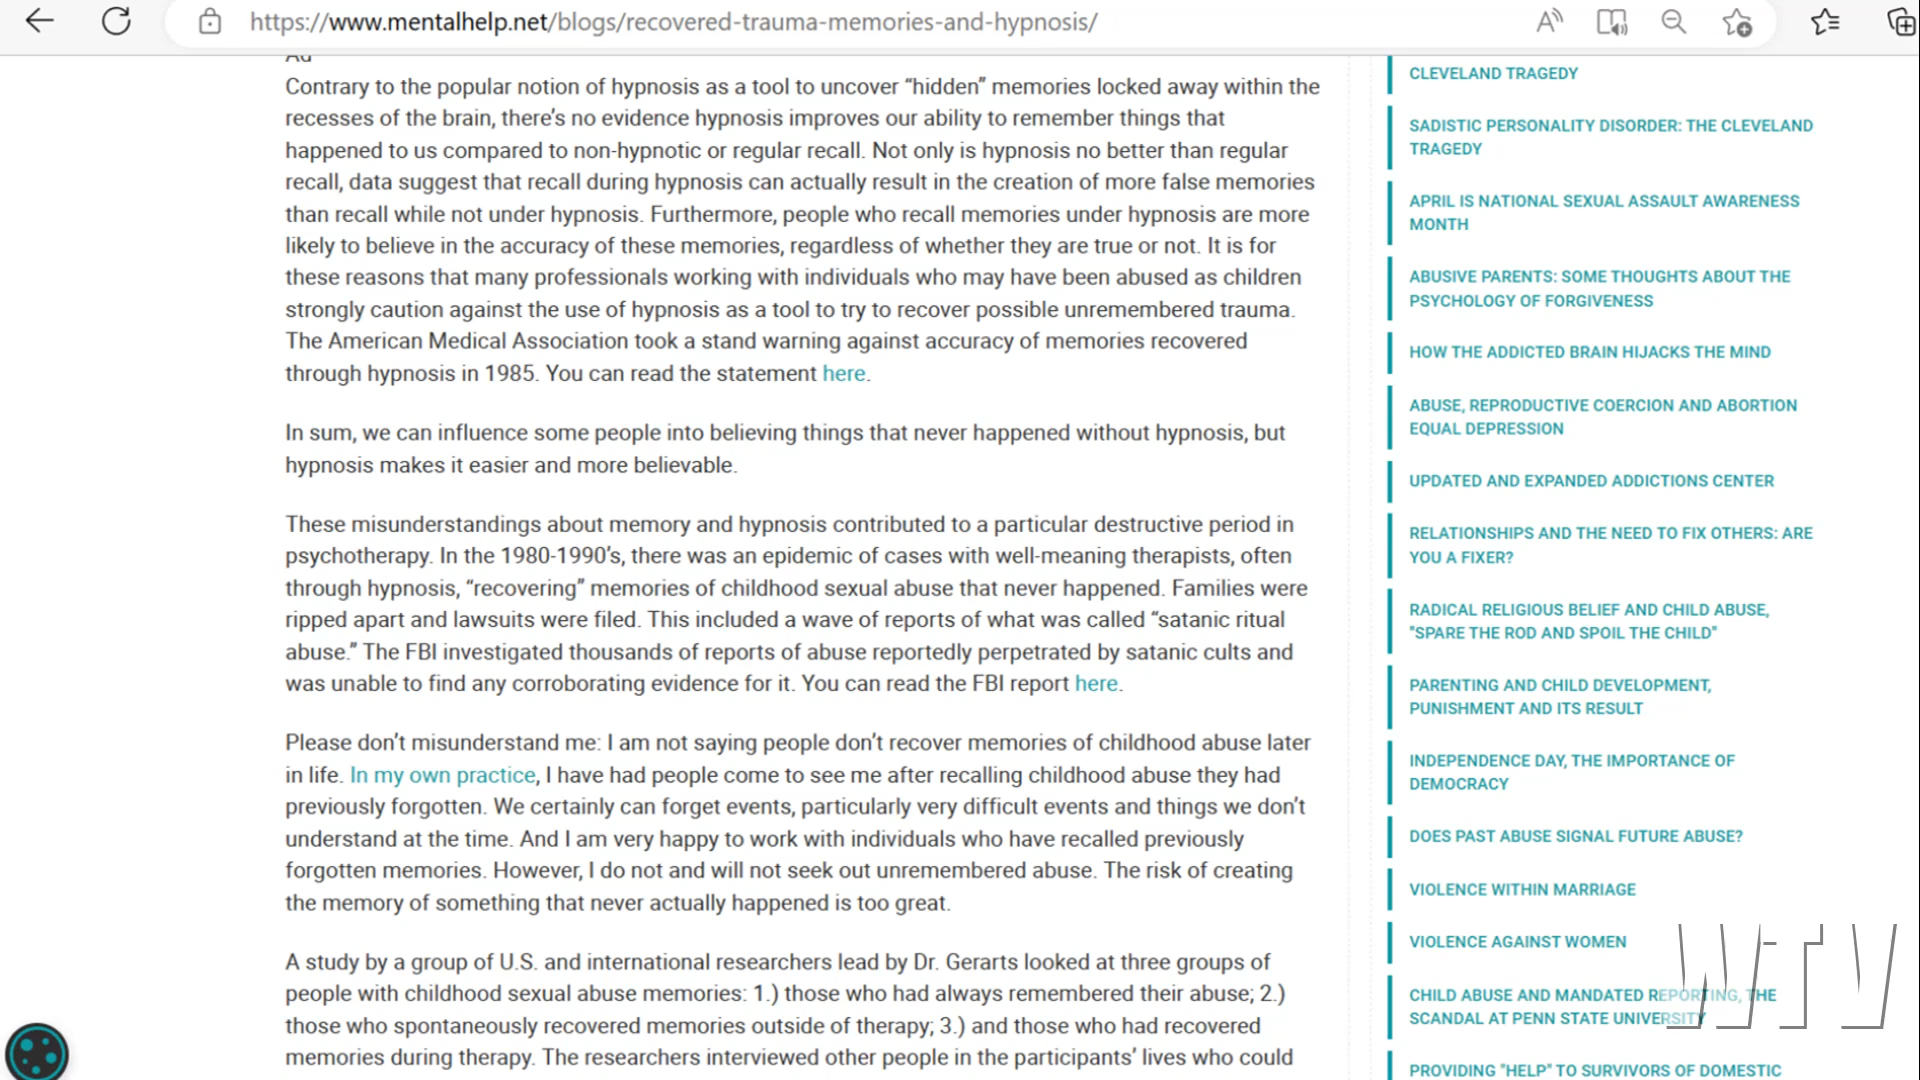 https://www.mentalhelp.net/blogs/recovered-trauma-memories-and-hypnosis/
Ad
Contrary to the popular notion of hypnosis as a tool to uncover “hidden” memories locked away within the
recesses of the brain, there’s no evidence hypnosis improves our ability to remember things that
happened to us compared to non-hypnotic or regular recall. Not only is hypnosis no better than regular
recall, data suggest that recall during hypnosis can actually result in the creation of more false memories
than recall while not under hypnosis. Furthermore, people who recall memories under hypnosis are more
likely to believe in the accuracy of these memories, regardless of whether they are true or not. It is for
these reasons that many professionals working with individuals who may have been abused as children
strongly caution against the use of hypnosis as a tool to try to recover possible unremembered trauma.
The American Medical Association took a stand warning against accuracy of memories recovered
through hypnosis in 1985. You can read the statement here.
In sum, we can influence some people into believing things that never happened without hypnosis, but
hypnosis makes it easier and more believable.
These misunderstandings about memory and hypnosis contributed to a particular destructive period in
psychotherapy. In the 1980-1990’s, there was an epidemic of cases with well-meaning therapists, often
through hypnosis, “recovering” memories of childhood sexual abuse that never happened. Families were
ripped apart and lawsuits were filed. This included a wave of reports of what was called “satanic ritual
abuse.” The FBI investigated thousands of reports of abuse reportedly perpetrated by satanic cults and
was unable to find any corroborating evidence for it. You can read the FBI report here.
Please don’t misunderstand me: I am not saying people don’t recover memories of childhood abuse later
in life. In my own practice, I have had people come to see me after recalling childhood abuse they had
previously forgotten. We certainly can forget events, particularly very difficult events and things we don’t
understand at the time. And I am very happy to work with individuals who have recalled previously
forgotten memories. However, I do not and will not seek out unremembered abuse. The risk of creating
the memory of something that never actually happened is too great.
A study by a group of U.S. and international researchers lead by Dr. Gerarts looked at three groups of
people with childhood sexual abuse memories: 1.) those who had always remembered their abuse; 2.)
those who spontaneously recovered memories outside of therapy; 3.) and those who had recovered
memories during therapy. The researchers interviewed other people in the participants’ lives who could
CLEVELAND TRAGEDY
SADISTIC PERSONALITY DISORDER: THE CLEVELAND
TRAGEDY
APRIL IS NATIONAL SEXUAL ASSAULT AWARENESS
MONTH
ABUSIVE PARENTS: SOME THOUGHTS ABOUT THE
PSYCHOLOGY OF FORGIVENESS
HOW THE ADDICTED BRAIN HIJACKS THE MIND
ABUSE, REPRODUCTIVE COERCION AND ABORTION
EQUAL DEPRESSION
UPDATED AND EXPANDED ADDICTIONS CENTER
RELATIONSHIPS AND THE NEED TO FIX OTHERS: ARE
YOU A FIXER?
RADICAL RELIGIOUS BELIEF AND CHILD ABUSE,
"SPARE THE ROD AND SPOIL THE CHILD"
PARENTING AND CHILD DEVELOPMENT,
PUNISHMENT AND ITS RESULT
INDEPENDENCE DAY, THE IMPORTANCE OF
DEMOCRACY
DOES PAST ABUSE SIGNAL FUTURE ABUSE?
VIOLENCE WITHIN MARRIAGE
VIOLENCE AGAINST WOMEN
CHILD ABUSE AND MANDATED REPORTING, THE
SCANDAL AT PENN STATE UNIVERSITY
PROVIDING "HELP" TO SURVIVORS OF DOMESTIC
WTV